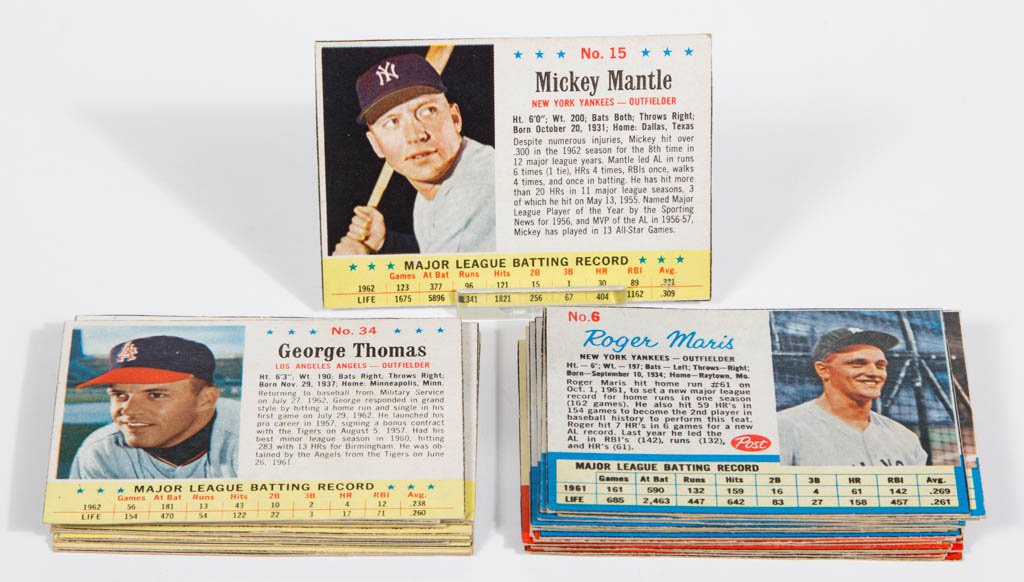 No. 15
Mickey Mantle
NEW YORK YANKEES — OUTFIELDER
Ht. 6'0"; Wt. 200; Bats Both; Throws Right;
Born October 20, 1931; Home: Dallas, Texas
Despite numerous injuries, Mickey hit over
.300 in the 1962 season for the 8th time in
12 major league years. Mantle led AL in runs
6 times (1 tie), HRs 4 times, RBIs once, walks
4 times, and once in batting. He has hit more
than 20 HRs in 11 major league seasons, 3
of which he hit on May 13, 1955. Named Major
League Player of the Year by the Sporting
News for 1956, and MVP of the AL in 1956-57,
Mickey has played in 13 All-Star Games.
NY
MAJOR LEAGUE BATTING RECORD
Games At Bat Runs Hits 2B 3B HR RBI Avg.
1962 123 377 96 121 15 1 30 89 .321
LIFE 1675 5896 1341 1821 256 67 404 1162 .309
No. 34
George Thomas
LOS ANGELES ANGELS — OUTFIELDER
Ht. 6'3"; Wt. 190; Bats Right; Throws Right;
Born Nov. 29, 1937; Home: Minneapolis, Minn.
Returning to baseball from Military Service
on July 27, 1962, George responded in grand
style by hitting a home run and single in his
first game on July 29, 1962. He launched his
pro career in 1957, signing a bonus contract
with the Tigers on August 5, 1957. Had his
best minor league season in 1960, hitting
.283 with 13 HRs for Birmingham. He was ob-
tained by the Angels from the Tigers on June
26, 1961.
LA
MAJOR LEAGUE BATTING RECORD
Games At Bat Runs Hits 2B 3B HR RBI Avg.
1962 56 181 13 43 10 2 4 12 .238
LIFE 154 470 54 122 22 3 17 71 .260
No.6
Roger Maris
NEW YORK YANKEES — OUTFIELDER
Ht. — 6'; Wt. — 197; Bats — Left; Throws—Right;
Born—September 10, 1934; Home—Raytown, Mo.
Roger Maris hit home run #61 on
Oct. 1, 1961, to set a new major league
record for home runs in one season
(162 games). He also hit 59 HR's in
154 games to become the 2nd player in
baseball history to perform this feat.
Roger hit 7 HR's in 6 games for a new
AL record. Last year he led the
AL in RBI's (142), runs (132),
and HR's (61).
Post
MAJOR LEAGUE BATTING RECORD
Games At Bat Runs Hits 2B 3B HR RBI Avg.
1961 161 590 132 159 16 4 61 142 .269
LIFE 685 2,463 447 642 83 27 158 457 .261